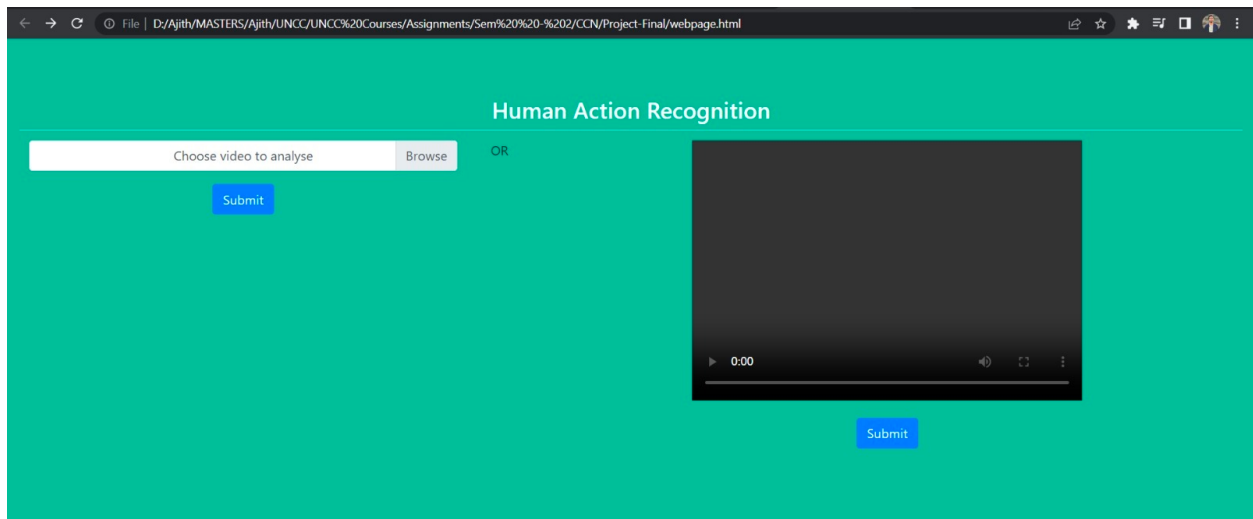 File | D:/Ajith/MASTERS/Ajith/UNCC/UNCC%20Courses/Assignments/Sem%20%20-%202/CCN/Project-Final/webpage.html
Human Action Recognition
Choose video to analyse Browse
OR
Submit
0:00
Submit